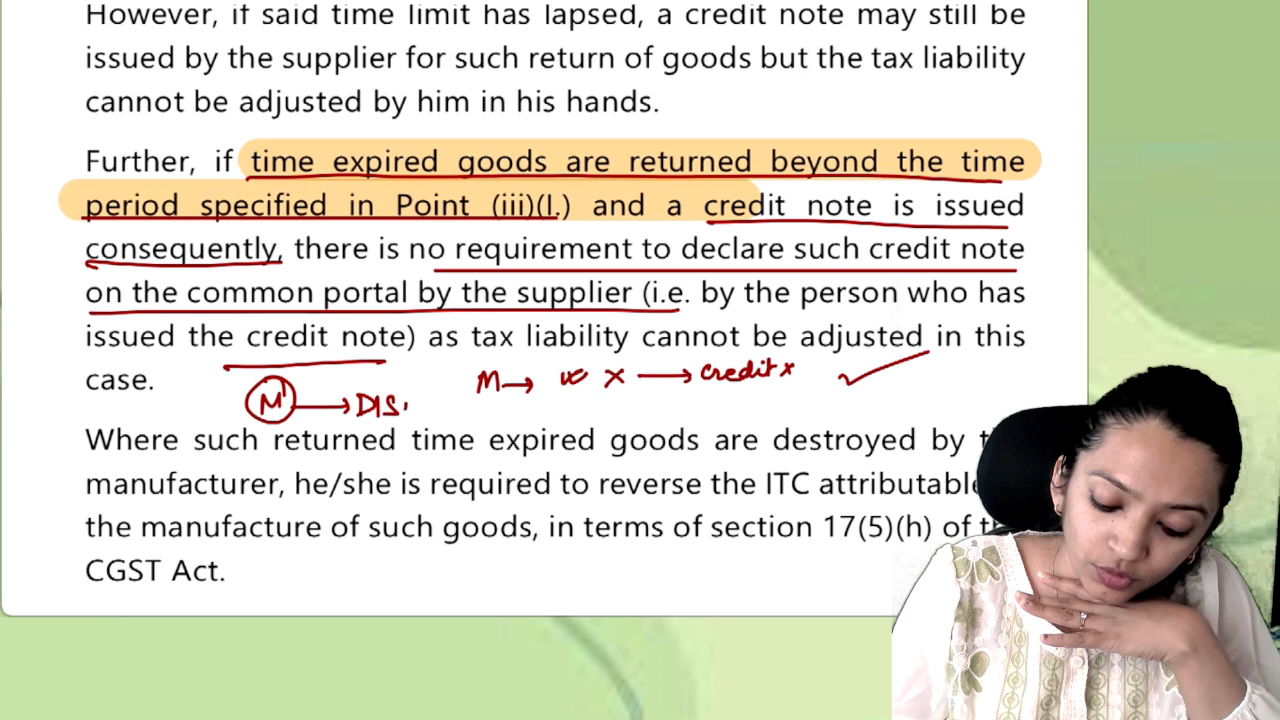 However, if said time limit has lapsed, a credit note may still be
issued by the supplier for such return of goods but the tax liability
cannot be adjusted by him in his hands.
Further, if time expired goods are returned beyond the time
period specified in Point (iii)(I.) and a credit note is issued
consequently, there is no requirement to declare such credit note
on the common portal by the supplier (i.e. by the person who has
issued the credit note) as tax liability cannot be adjusted in this
case.
M → x → credit x
M → DIS.
Where such returned time expired goods are destroyed by
manufacturer, he/she is required to reverse the ITC attributable
the manufacture of such goods, in terms of section 17(5)(h) of
CGST Act.